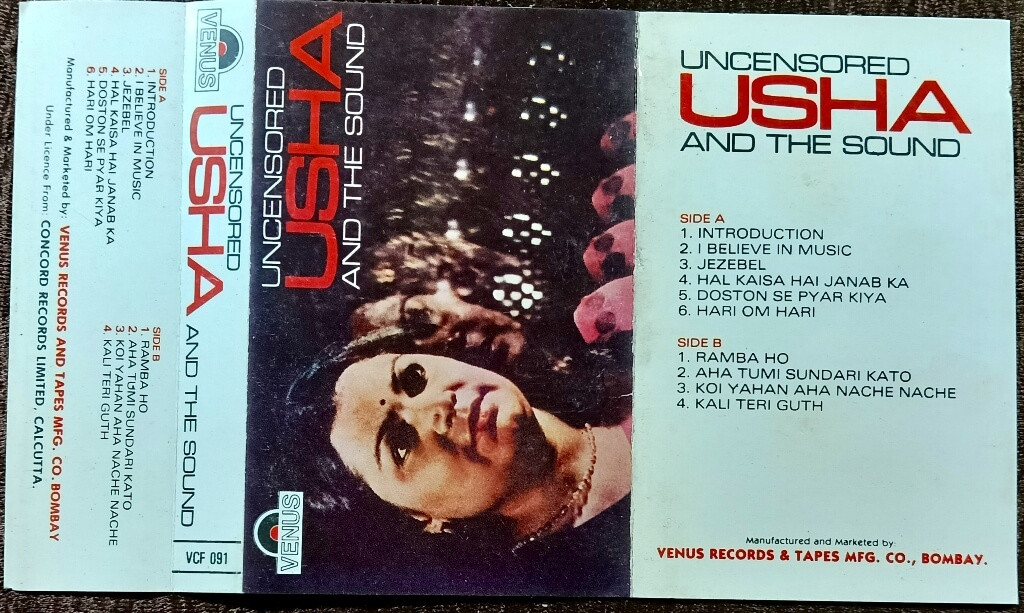 VENUS
SIDE A
1. INTRODUCTION
2. I BELIEVE IN MUSIC
3. JEZEBEL
4. HAL KAISA HAI JANAB KA
5. DOSTON SE PYAR KIYA
6. HARI OM HARI
SIDE B
1. RAMBA HO
2. AHA TUMI SUNDARI KATO
3. KOI YAHAN AHA NACHE NACHE
4. KALI TERI GUTH
Manufactured & Marketed by: VENUS RECORDS AND TAPES MFG. CO. BOMBAY
Under Licence From: CONCORD RECORDS LIMITED, CALCUTTA.
UNCENSORED
USHA
AND THE SOUND
VCF 091
UNCENSORED
USHA
AND THE SOUND
VENUS
UNCENSORED
USHA
AND THE SOUND
SIDE A
1. INTRODUCTION
2. I BELIEVE IN MUSIC
3. JEZEBEL
4. HAL KAISA HAI JANAB KA
5. DOSTON SE PYAR KIYA
6. HARI OM HARI
SIDE B
1. RAMBA HO
2. AHA TUMI SUNDARI KATO
3. KOI YAHAN AHA NACHE NACHE
4. KALI TERI GUTH
Manufactured and Marketed by:
VENUS RECORDS & TAPES MFG. CO., BOMBAY.